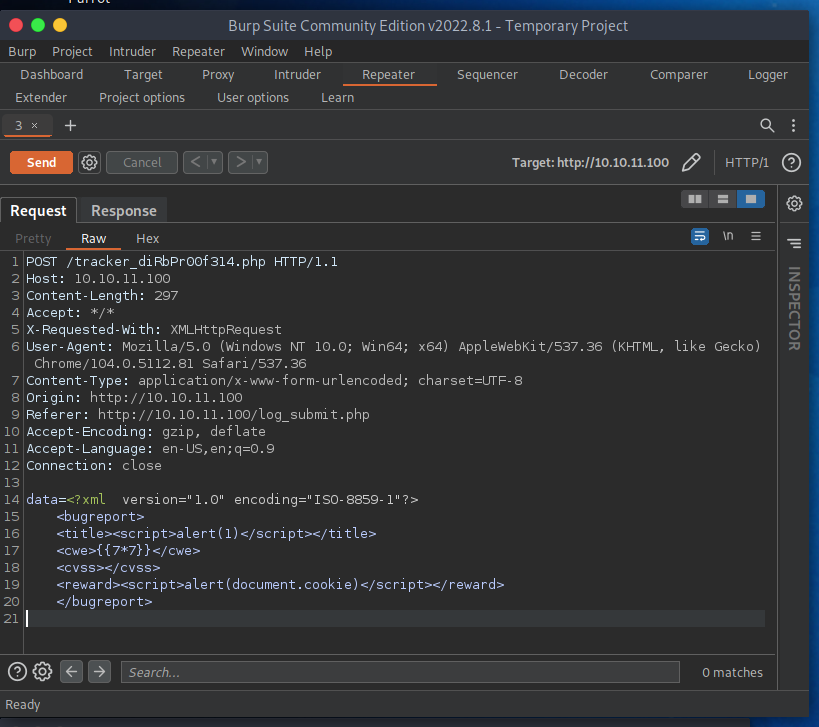 Parrot
Burp Suite Community Edition v2022.8.1 - Temporary Project
Burp Project Intruder Repeater Window Help
Dashboard Target Proxy Intruder Repeater Sequencer Decoder Comparer Logger
Extender Project options User options Learn
3 × +
Send Cancel < > Target: http://10.10.11.100 HTTP/1 ?
Request Response
Pretty Raw Hex \n
INSPECTOR
1 POST /tracker_diRbPr00f314.php HTTP/1.1
2 Host: 10.10.11.100
3 Content-Length: 297
4 Accept: */*
5 X-Requested-With: XMLHttpRequest
6 User-Agent: Mozilla/5.0 (Windows NT 10.0; Win64; x64) AppleWebKit/537.36 (KHTML, like Gecko)
Chrome/104.0.5112.81 Safari/537.36
7 Content-Type: application/x-www-form-urlencoded; charset=UTF-8
8 Origin: http://10.10.11.100
9 Referer: http://10.10.11.100/log_submit.php
10 Accept-Encoding: gzip, deflate
11 Accept-Language: en-US,en;q=0.9
12 Connection: close
13
14 data=<?xml  version="1.0" encoding="ISO-8859-1"?>
15 <bugreport>
16 <title><script>alert(1)</script></title>
17 <cwe>{{7*7}}</cwe>
18 <cvss></cvss>
19 <reward><script>alert(document.cookie)</script></reward>
20 </bugreport>
21
? Search... 0 matches
Ready